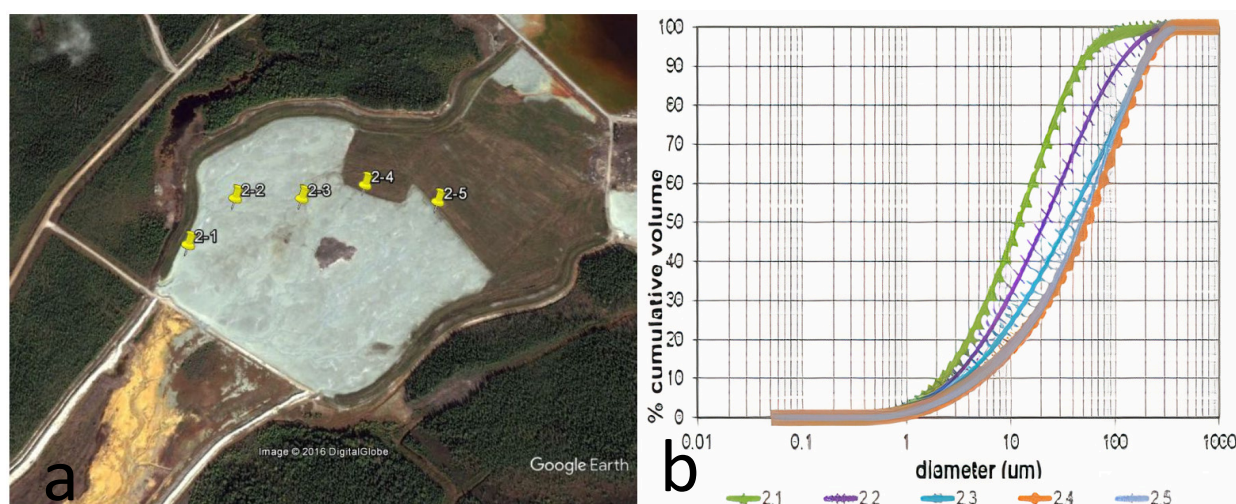 2-1
2-2
2-3
2-4
2-5
Image © 2016 DigitalGlobe
Google Earth
a
% cumulative volume
100
90
80
70
60
50
40
30
20
10
0
0.01 0.1 1 10 100 1000
diameter (um)
2.1 2.2 2.3 2.4 2.5
b